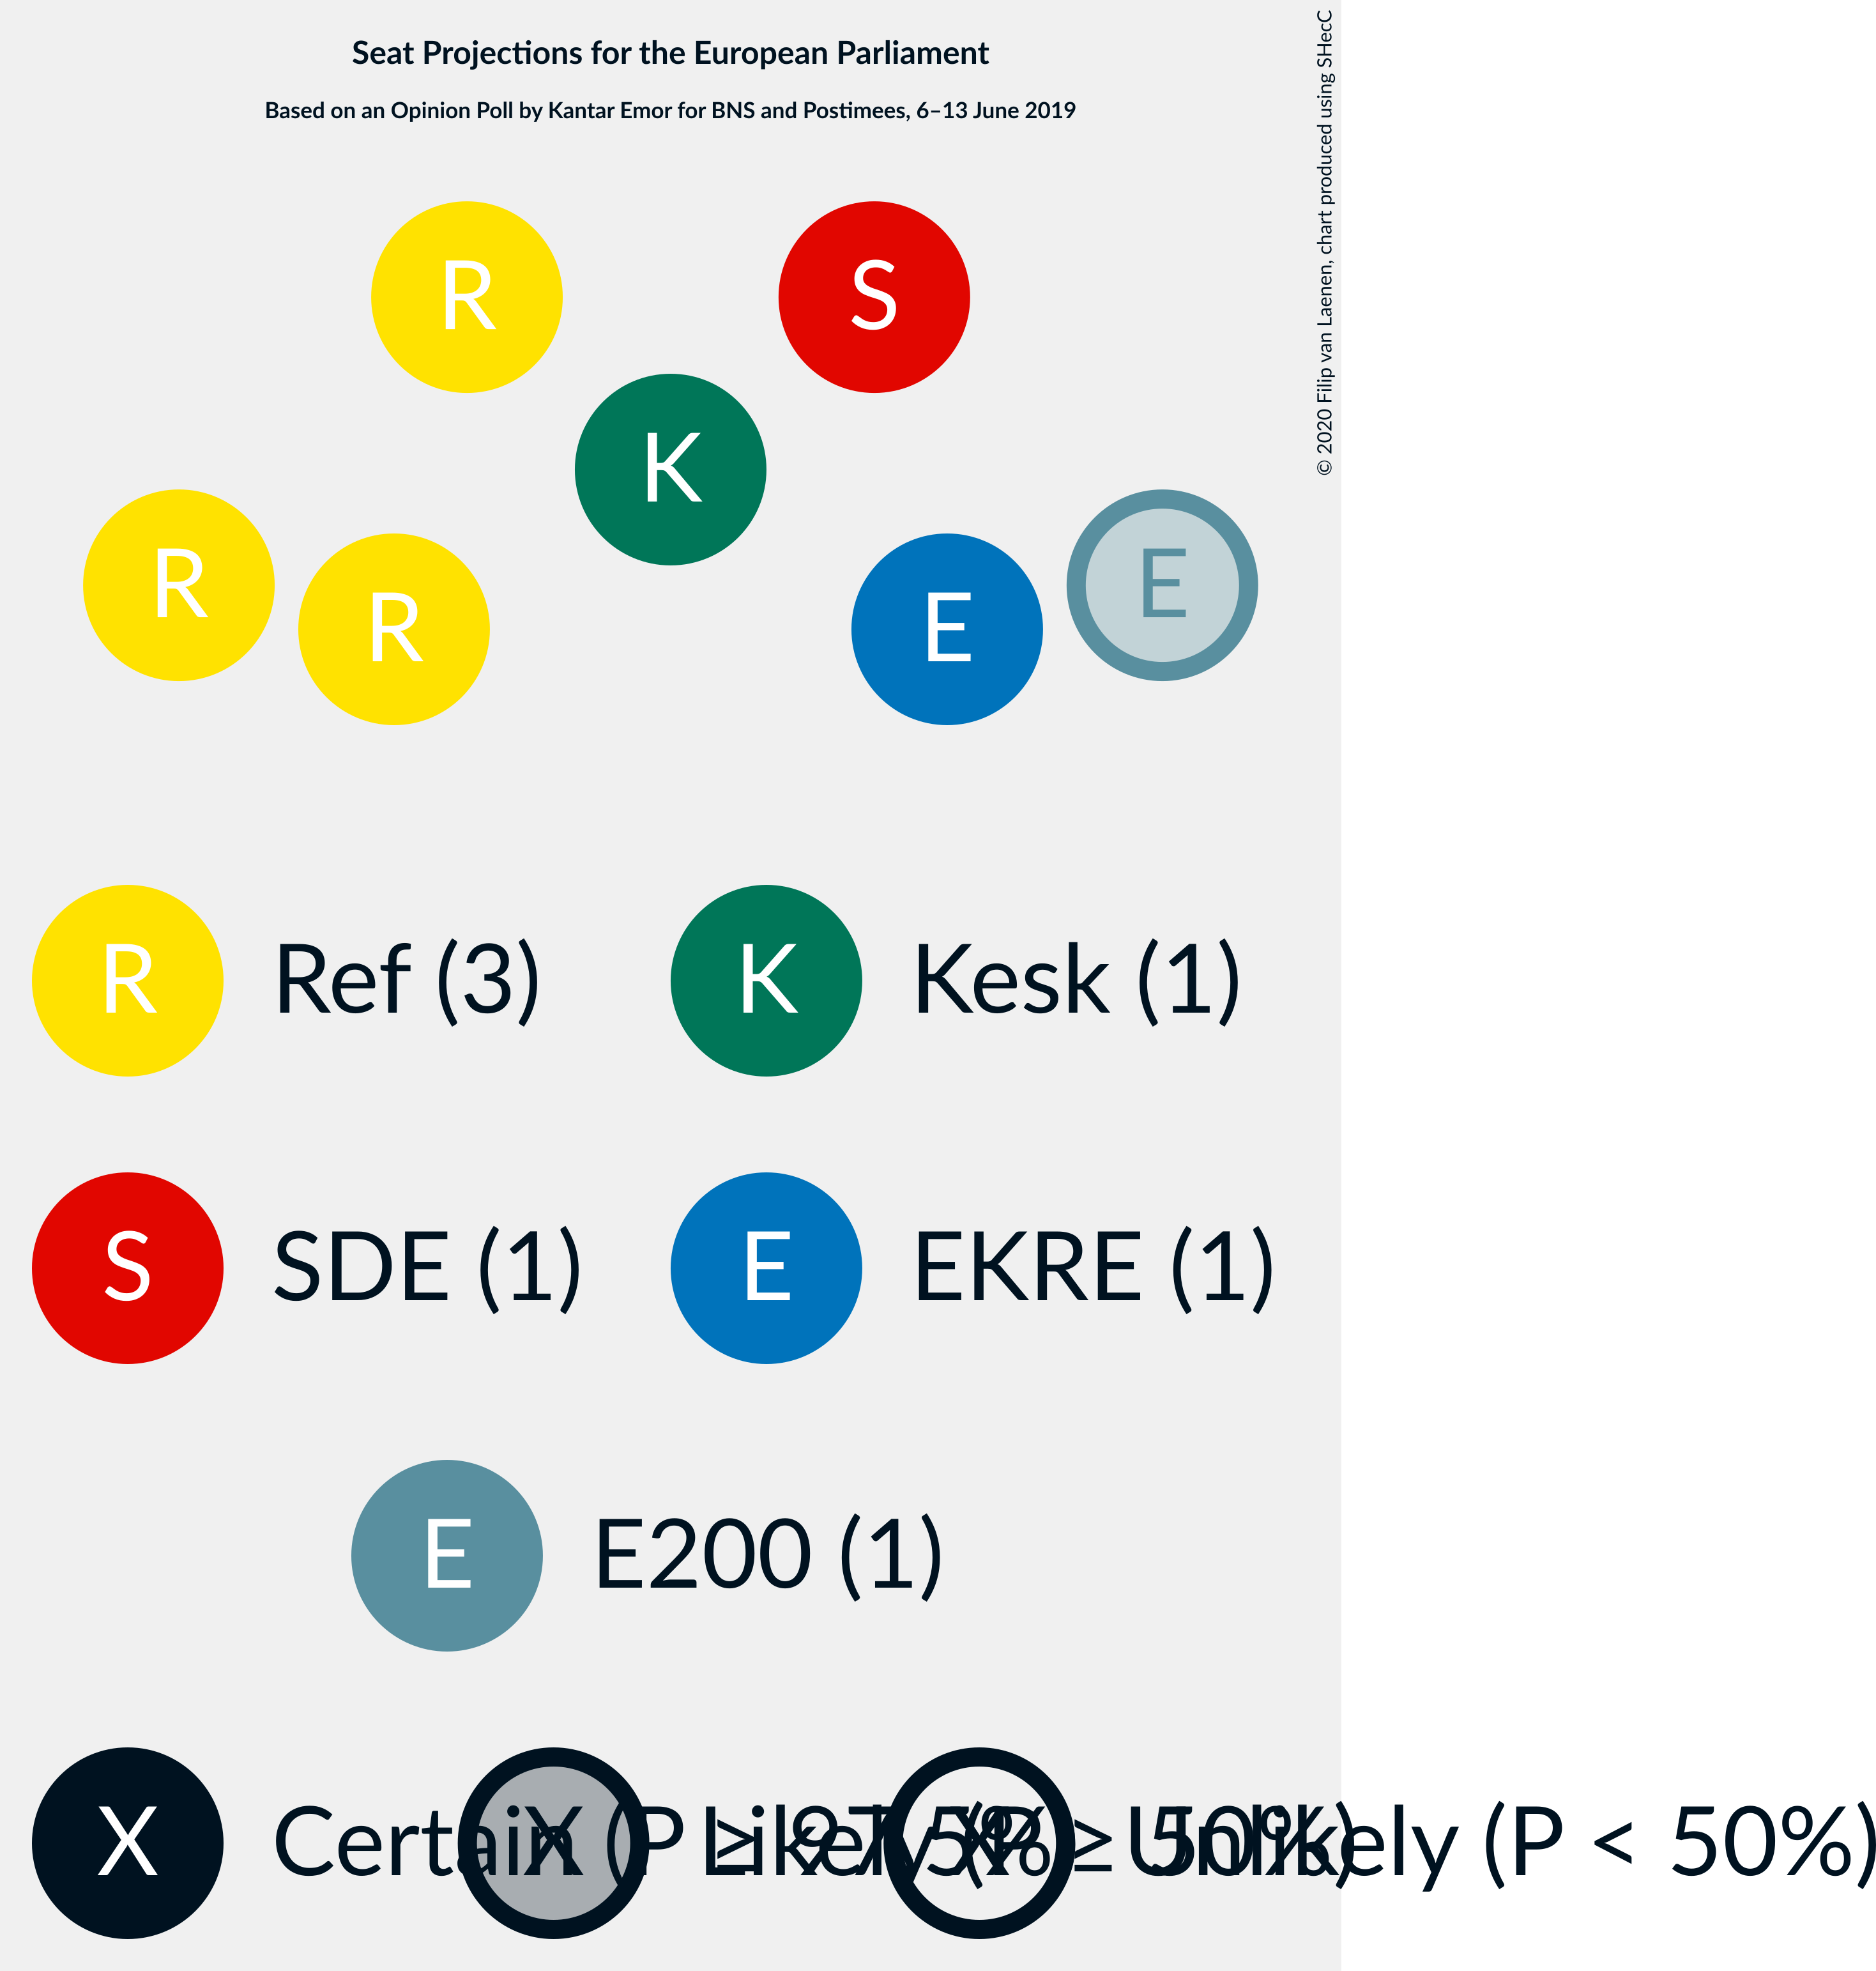 Seat Projections for the European Parliament
Based on an Opinion Poll by Kantar Emor for BNS and Postimees, 6–13 June 2019
© 2020 Filip van Laenen, chart produced using SHecC
R
S
K
R
R
E
E
R Ref (3)
K Kesk (1)
S SDE (1)
E EKRE (1)
E E200 (1)
X Certain (P ≥ 97.5%)
X Likely (P ≥ 50%)
X Unlikely (P < 50%)